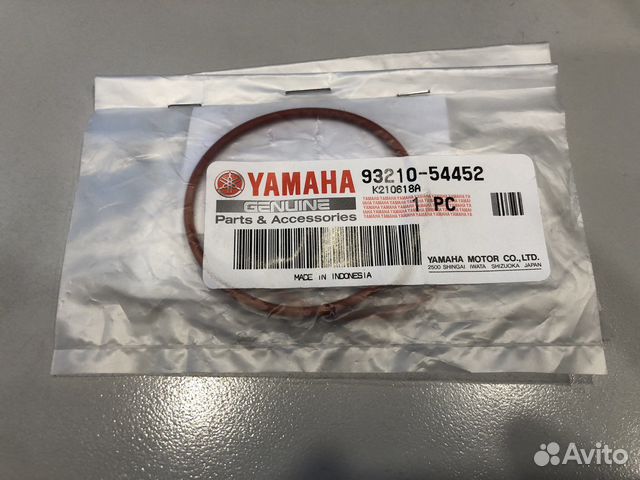 YAMAHA
GENUINE
Parts & Accessories
93210-54452
K210618A
1 PC
MADE IN INDONESIA
YAMAHA MOTOR CO.,LTD.
2500 SHINGAI IWATA SHIZUOKA JAPAN
Avito